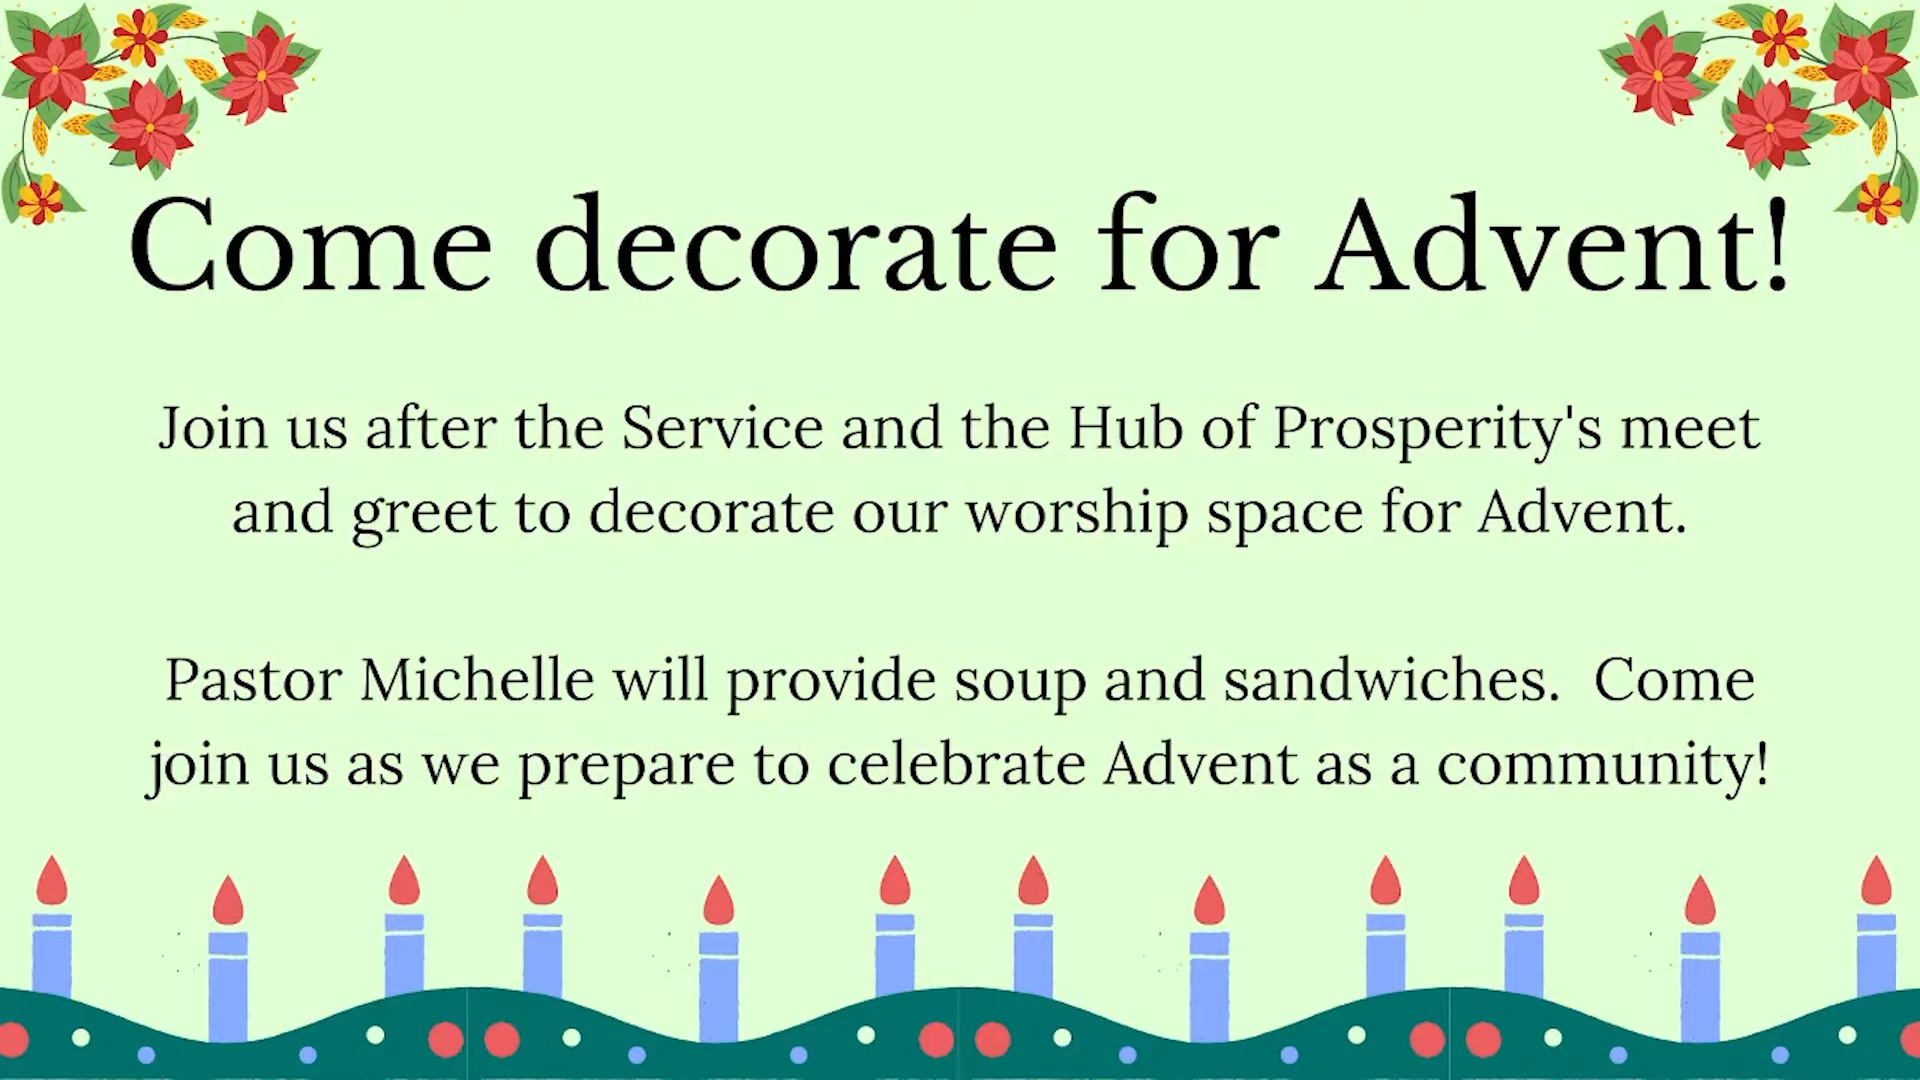 Come decorate for Advent!
Join us after the Service and the Hub of Prosperity's meet
and greet to decorate our worship space for Advent.
Pastor Michelle will provide soup and sandwiches.  Come
join us as we prepare to celebrate Advent as a community!